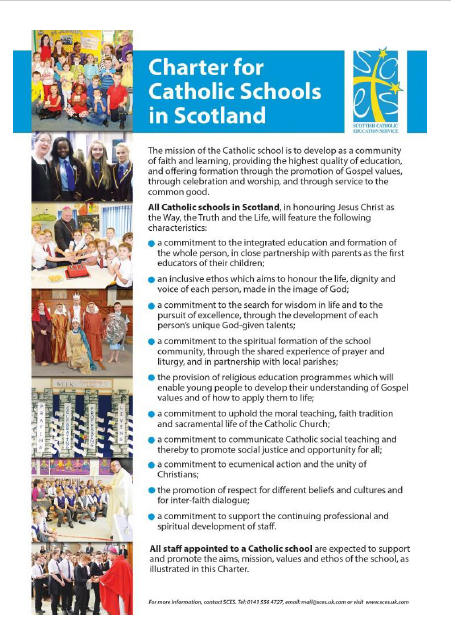 Charter for
Catholic Schools
in Scotland
S c
e s
SCOTTISH CATHOLIC
EDUCATION SERVICE
The mission of the Catholic school is to develop as a community
of faith and learning, providing the highest quality of education,
and offering formation through the promotion of Gospel values,
through celebration and worship, and through service to the
common good.
All Catholic schools in Scotland, in honouring Jesus Christ as
the Way, the Truth and the Life, will feature the following
characteristics:
a commitment to the integrated education and formation of
the whole person, in close partnership with parents as the first
educators of their children;
an inclusive ethos which aims to honour the life, dignity and
voice of each person, made in the image of God;
a commitment to the search for wisdom in life and to the
pursuit of excellence, through the development of each
person's unique God-given talents;
a commitment to the spiritual formation of the school
community, through the shared experience of prayer and
liturgy, and in partnership with local parishes;
the provision of religious education programmes which will
enable young people to develop their understanding of Gospel
values and of how to apply them to life;
a commitment to uphold the moral teaching, faith tradition
and sacramental life of the Catholic Church;
a commitment to communicate Catholic social teaching and
thereby to promote social justice and opportunity for all;
a commitment to ecumenical action and the unity of
Christians;
the promotion of respect for different beliefs and cultures and
for inter-faith dialogue;
a commitment to support the continuing professional and
spiritual development of staff.
All staff appointed to a Catholic school are expected to support
and promote the aims, mission, values and ethos of the school, as
illustrated in this Charter.
For more information, contact SCES. Tel: 0141 556 4727, email: mail@sces.uk.com or visit www.sces.uk.com